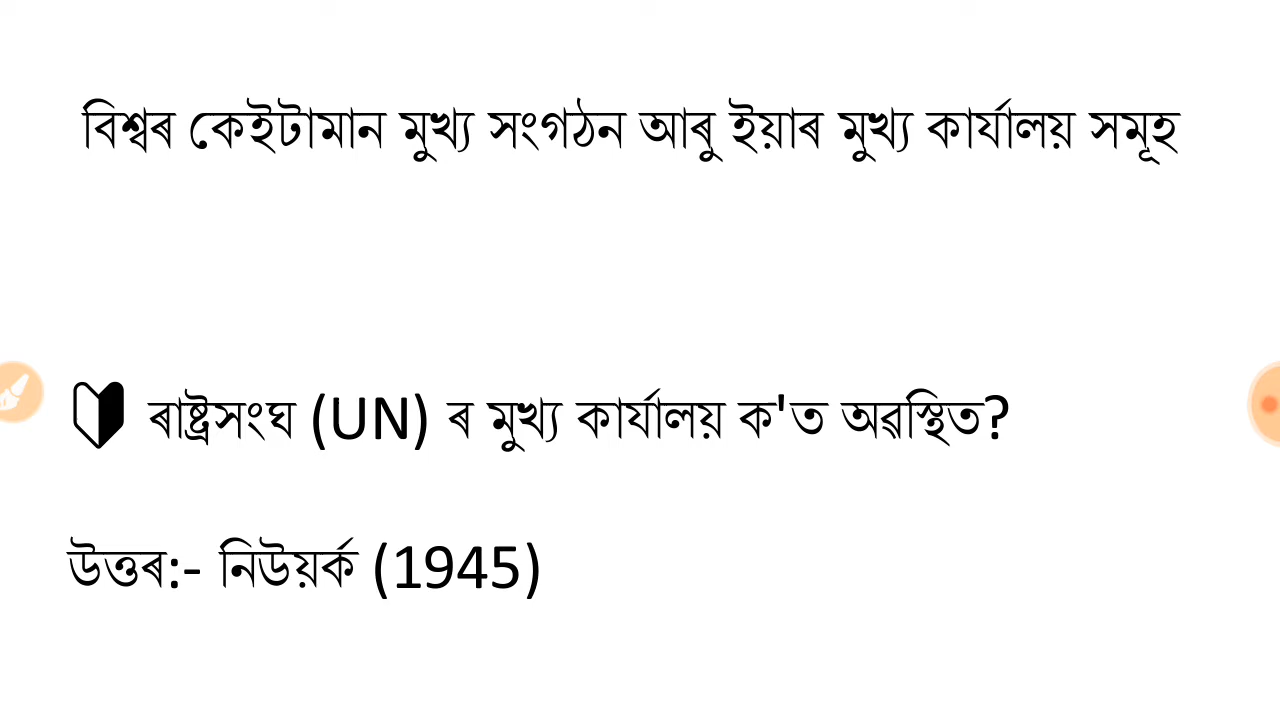 বিশ্বৰ কেইটামান মুখ্য সংগঠন আৰু ইয়াৰ মুখ্য কাৰ্যালয় সমূহ
🔰 ৰাষ্ট্ৰসংঘ (UN) ৰ মুখ্য কাৰ্যালয় ক'ত অৱস্থিত?
উত্তৰ:- নিউয়ৰ্ক (1945)